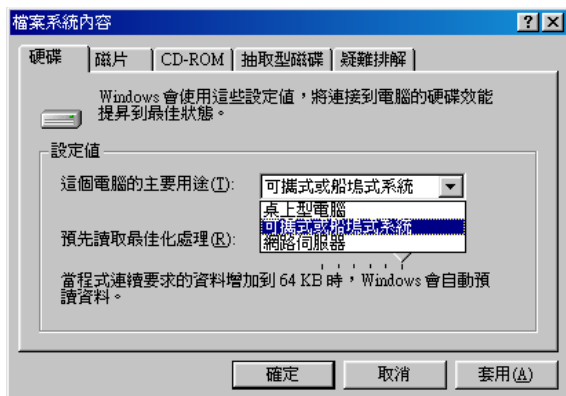 檔案系統內容
硬碟 磁片 CD-ROM 抽取型磁碟 疑難排解
Windows 會使用這些設定值，將連接到電腦的硬碟效能
提昇到最佳狀態。
設定值
這個電腦的主要用途(T): 可攜式或船塢式系統
桌上型電腦
可攜式或船塢式系統
預先讀取最佳化處理(R): 網路伺服器
當程式連續要求的資料增加到 64 KB 時，Windows 會自動預
讀資料。
確定 取消 套用(A)